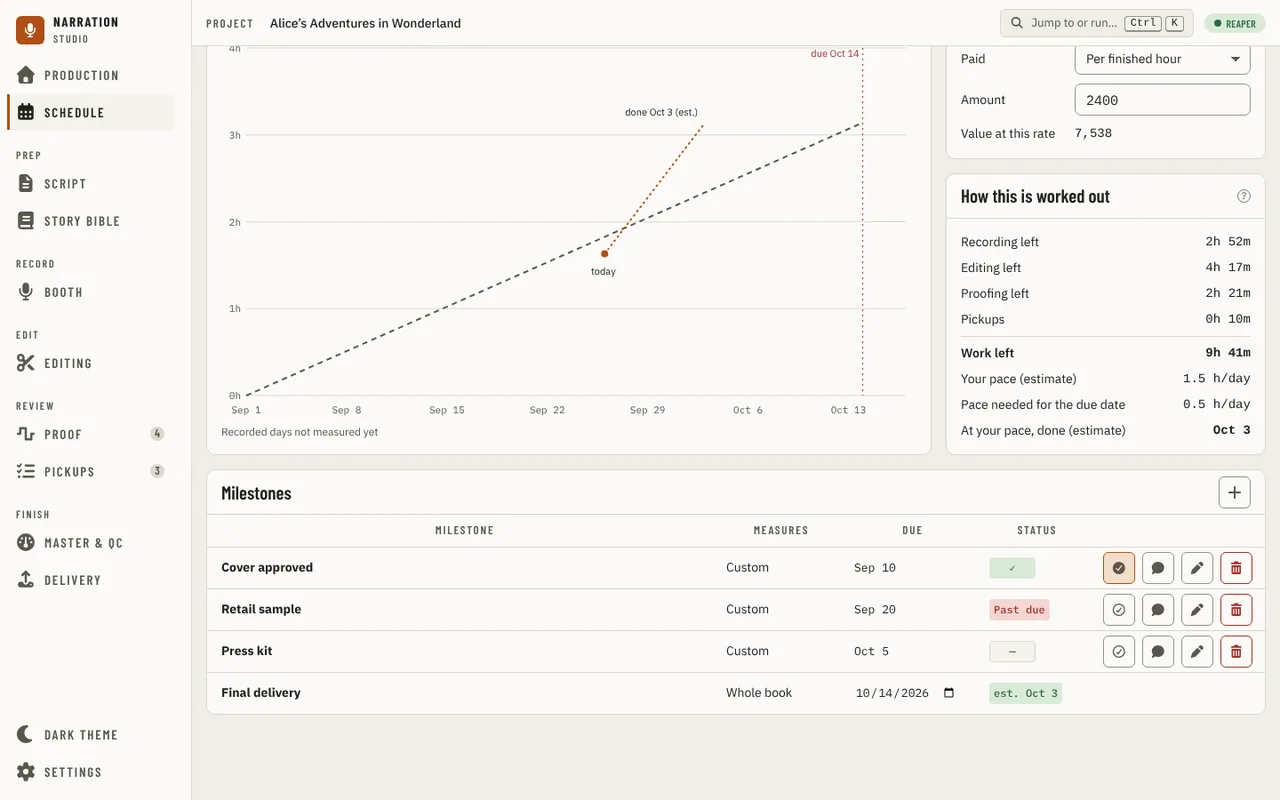 NARRATION
STUDIO
PROJECT Alice's Adventures in Wonderland
Jump to or run... Ctrl K
REAPER
PRODUCTION
SCHEDULE
PREP
SCRIPT
STORY BIBLE
RECORD
BOOTH
EDIT
EDITING
REVIEW
PROOF 4
PICKUPS 3
FINISH
MASTER & QC
DELIVERY
DARK THEME
SETTINGS
4h
due Oct 14
done Oct 3 (est.)
3h
2h
today
1h
0h
Sep 1 Sep 8 Sep 15 Sep 22 Sep 29 Oct 6 Oct 13
Recorded days not measured yet
Paid Per finished hour
Amount 2400
Value at this rate 7,538
How this is worked out ?
Recording left 2h 52m
Editing left 4h 17m
Proofing left 2h 21m
Pickups 0h 10m
Work left 9h 41m
Your pace (estimate) 1.5 h/day
Pace needed for the due date 0.5 h/day
At your pace, done (estimate) Oct 3
Milestones
MILESTONE MEASURES DUE STATUS
Cover approved Custom Sep 10 ✓
Retail sample Custom Sep 20 Past due
Press kit Custom Oct 5 —
Final delivery Whole book 10/14/2026 est. Oct 3